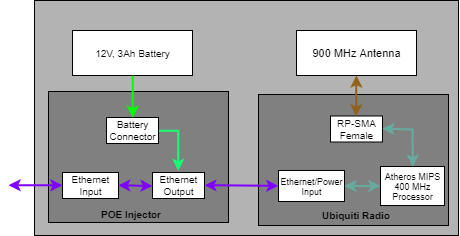 12V, 3Ah Battery
900 MHz Antenna
Battery
Connector
RP-SMA
Female
Ethernet
Input
Ethernet
Output
Ethernet/Power
Input
Atheros MIPS
400 MHz
Processor
POE Injector
Ubiquiti Radio